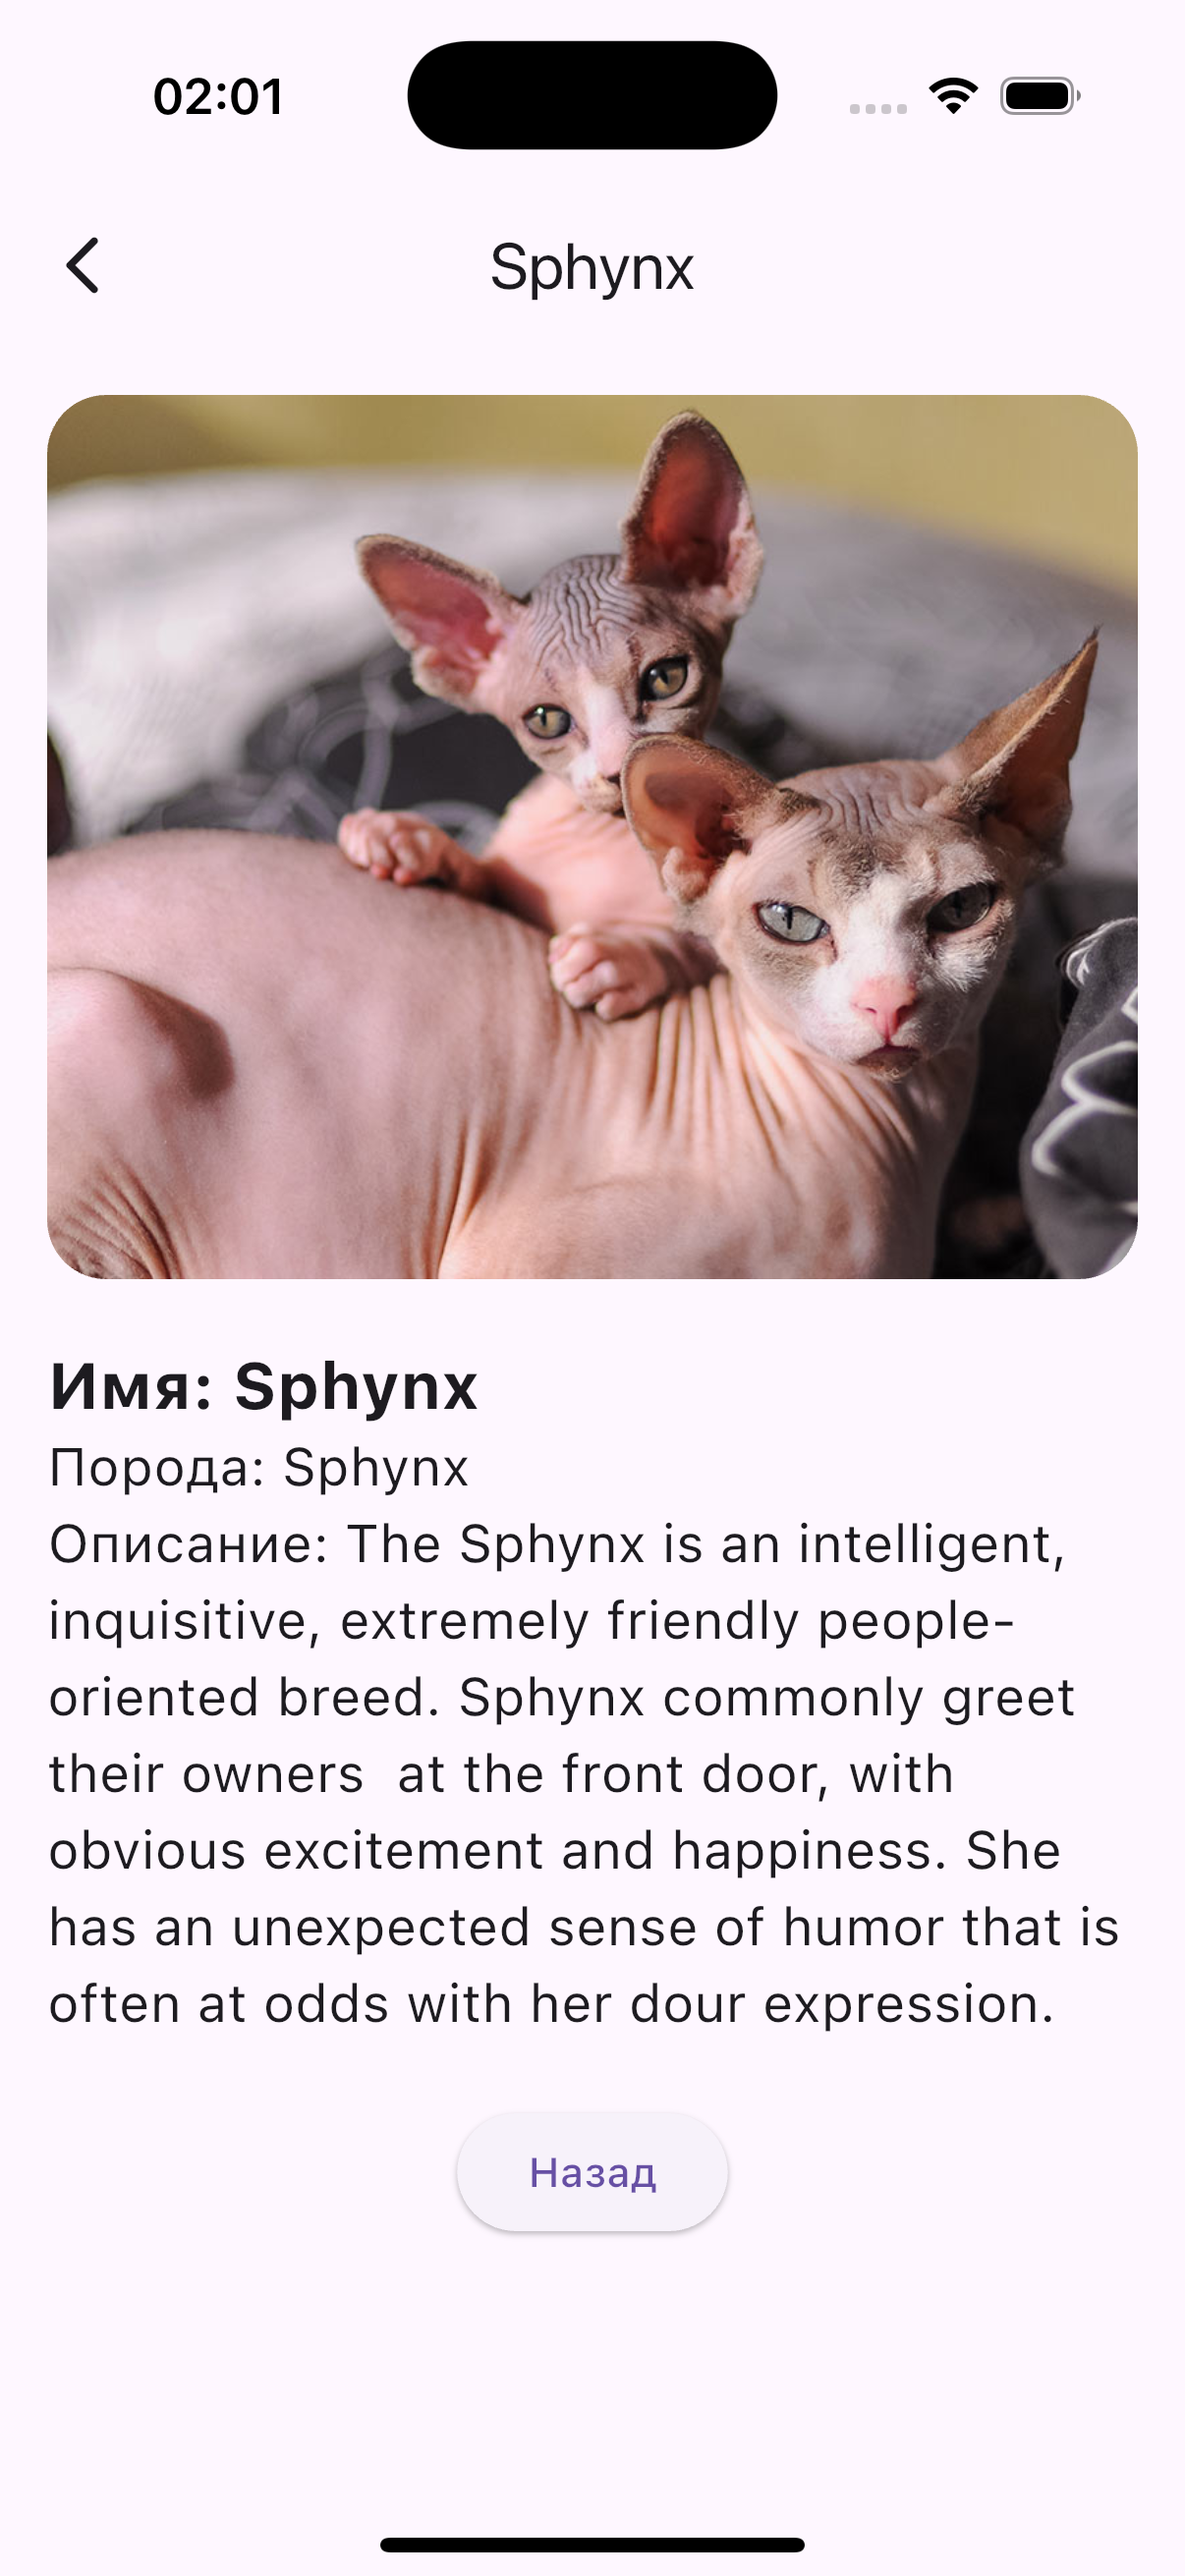 02:01
Sphynx
Имя: Sphynx
Порода: Sphynx
Описание: The Sphynx is an intelligent,
inquisitive, extremely friendly people-
oriented breed. Sphynx commonly greet
their owners  at the front door, with
obvious excitement and happiness. She
has an unexpected sense of humor that is
often at odds with her dour expression.
Назад